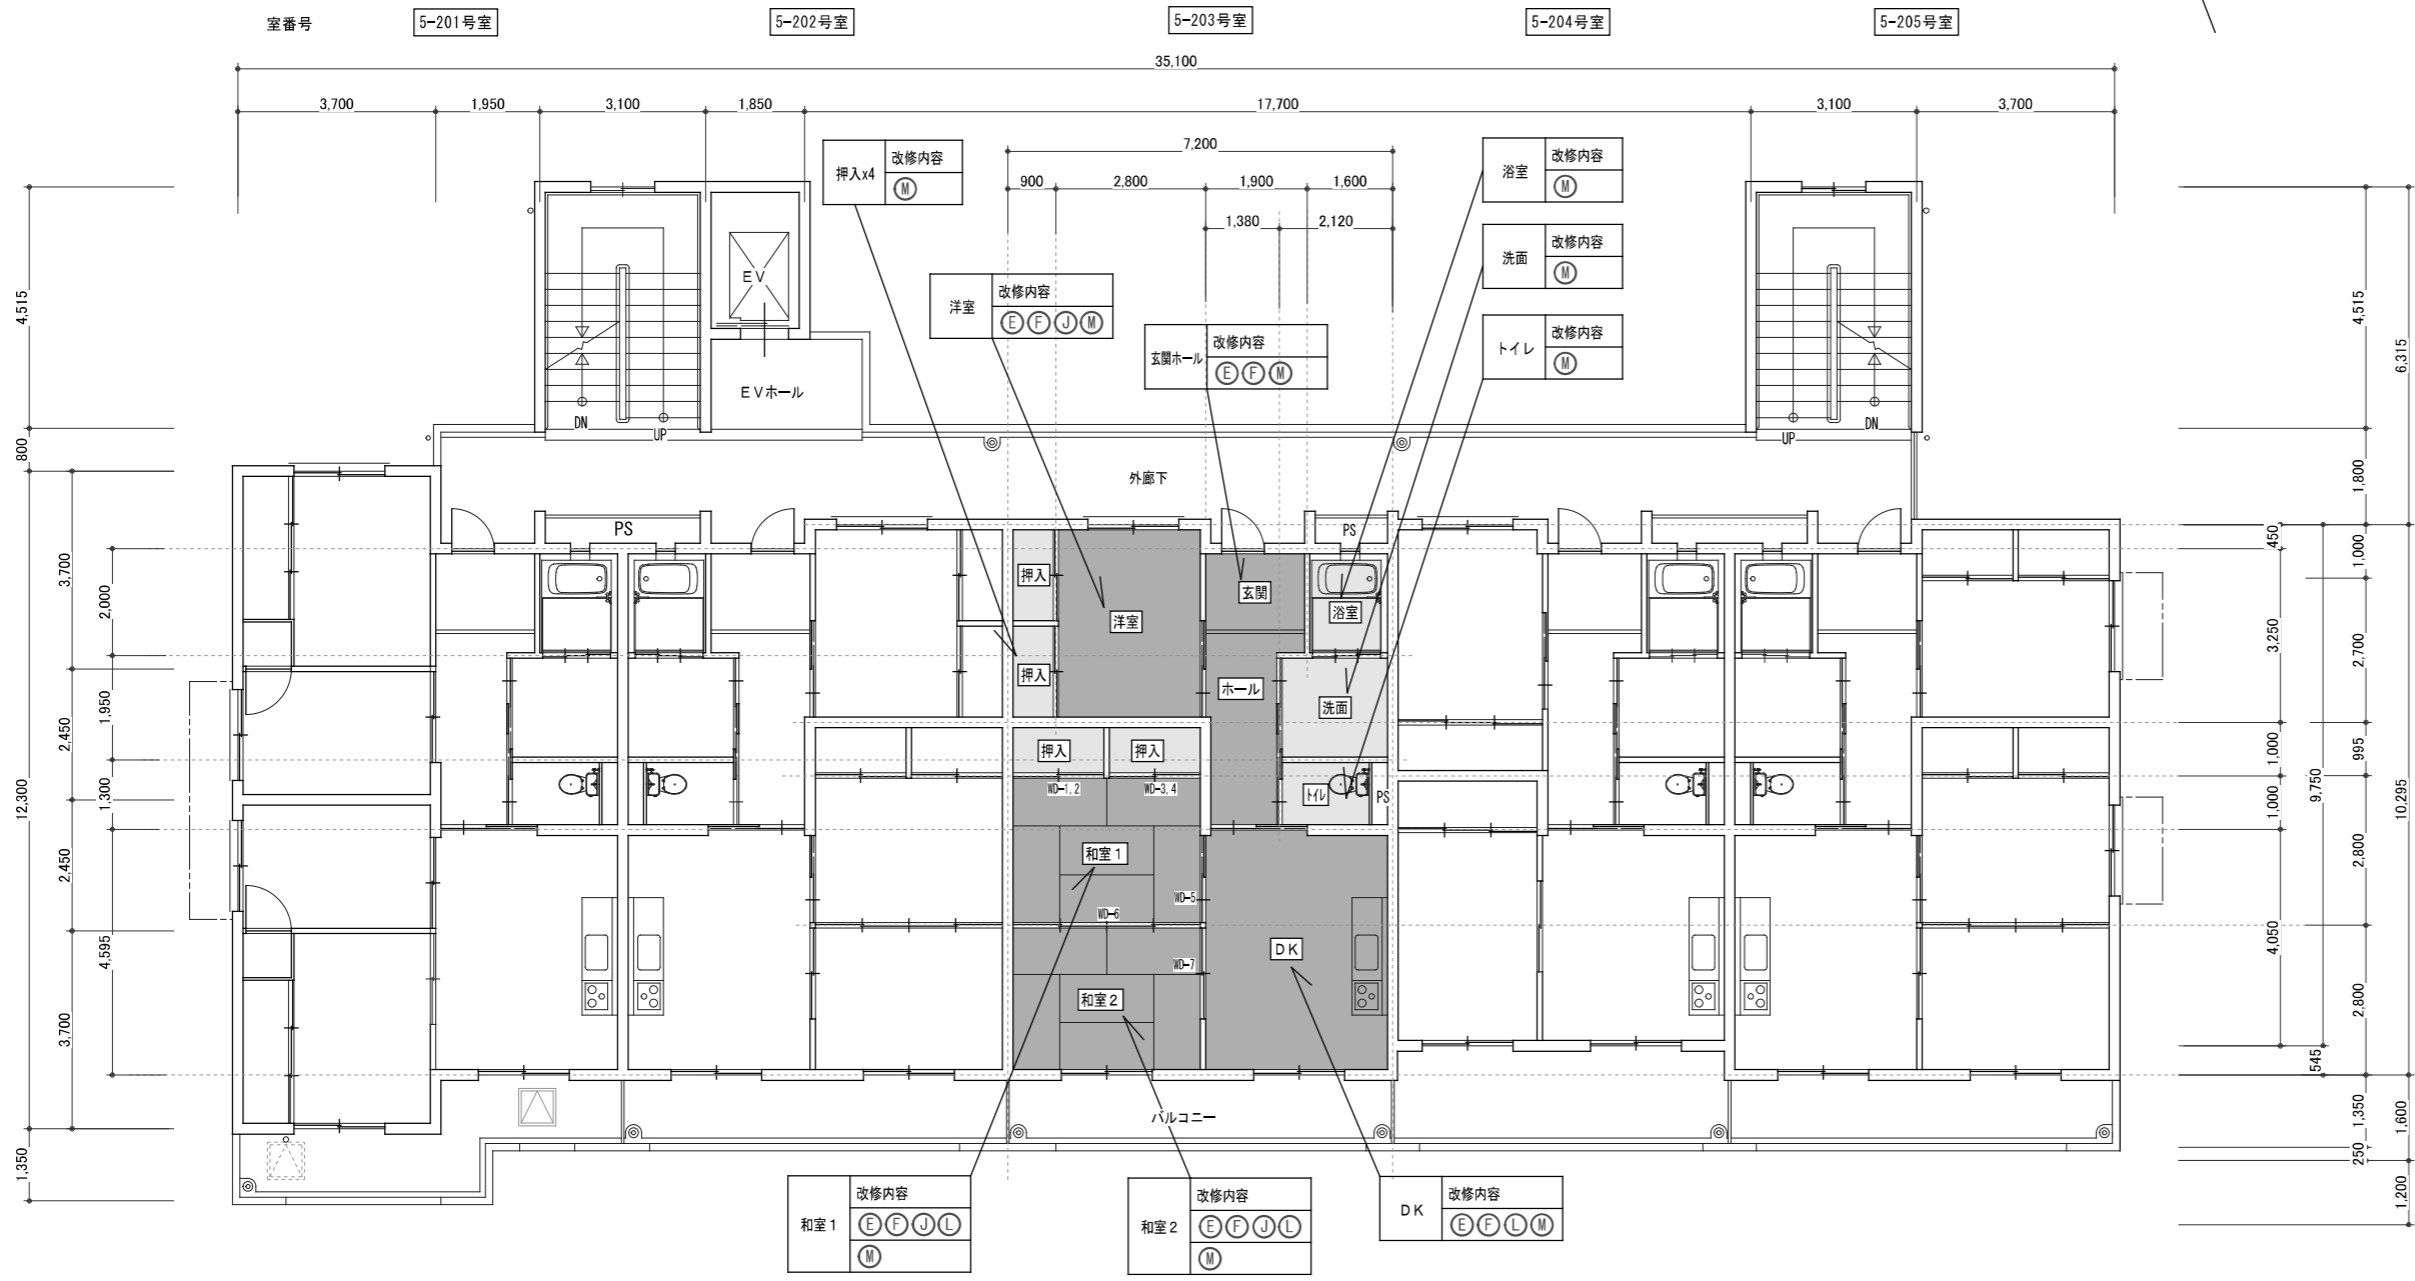 室番号 5-201号室 5-202号室 5-203号室 5-204号室 5-205号室
35,100
3,700 1,950 3,100 1,850 17,700 3,100 3,700
7,200
900 2,800 1,900 1,600
1,380 2,120
押入x4 改修内容
Ⓜ
浴室 改修内容
Ⓜ
洗面 改修内容
Ⓜ
洋室 改修内容
Ⓔ Ⓕ Ⓙ Ⓜ
玄関ホール 改修内容
Ⓔ Ⓕ Ⓜ
トイレ 改修内容
Ⓜ
EV
EVホール
DN
UP
UP
DN
外廊下
PS
PS
押入
洋室
玄関
浴室
押入
ホール
洗面
押入
押入
WD-1,2
WD-3,4
トイレ
PS
和室1
WD-5
WD-6
DK
WD-7
和室2
バルコニー
4,515
800
12,300
1,350
3,700
2,450
2,450
3,700
2,000
1,950
1,300
4,595
450
3,250
1,000
1,000
4,050
9,750
545
4,515
1,800
1,000
2,700
995
2,800
2,800
1,350
250
6,315
10,295
1,600
1,200
和室1 改修内容
Ⓔ Ⓕ Ⓙ Ⓛ
Ⓜ
和室2 改修内容
Ⓔ Ⓕ Ⓙ Ⓛ
Ⓜ
DK 改修内容
Ⓔ Ⓕ Ⓛ Ⓜ